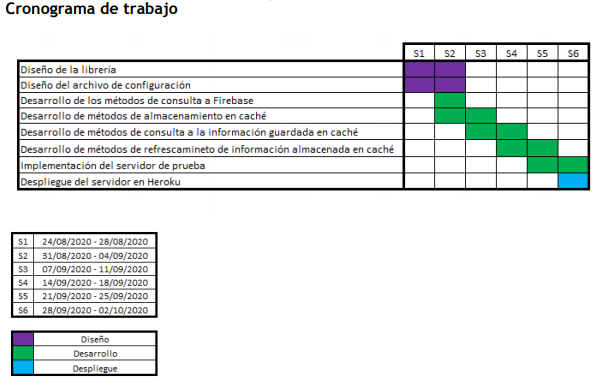 Cronograma de trabajo
S1 S2 S3 S4 S5 S6
Diseño de la librería
Diseño del archivo de configuración
Desarrollo de los métodos de consulta a Firebase
Desarrollo de métodos de almacenamiento en caché
Desarrollo de métodos de consulta a la información guardada en caché
Desarrollo de métodos de refrescamineto de información almacenada en caché
Implementación del servidor de prueba
Despliegue del servidor en Heroku
S1 24/08/2020 - 28/08/2020
S2 31/08/2020 - 04/09/2020
S3 07/09/2020 - 11/09/2020
S4 14/09/2020 - 18/09/2020
S5 21/09/2020 - 25/09/2020
S6 28/09/2020 - 02/10/2020
Diseño
Desarrollo
Despliegue